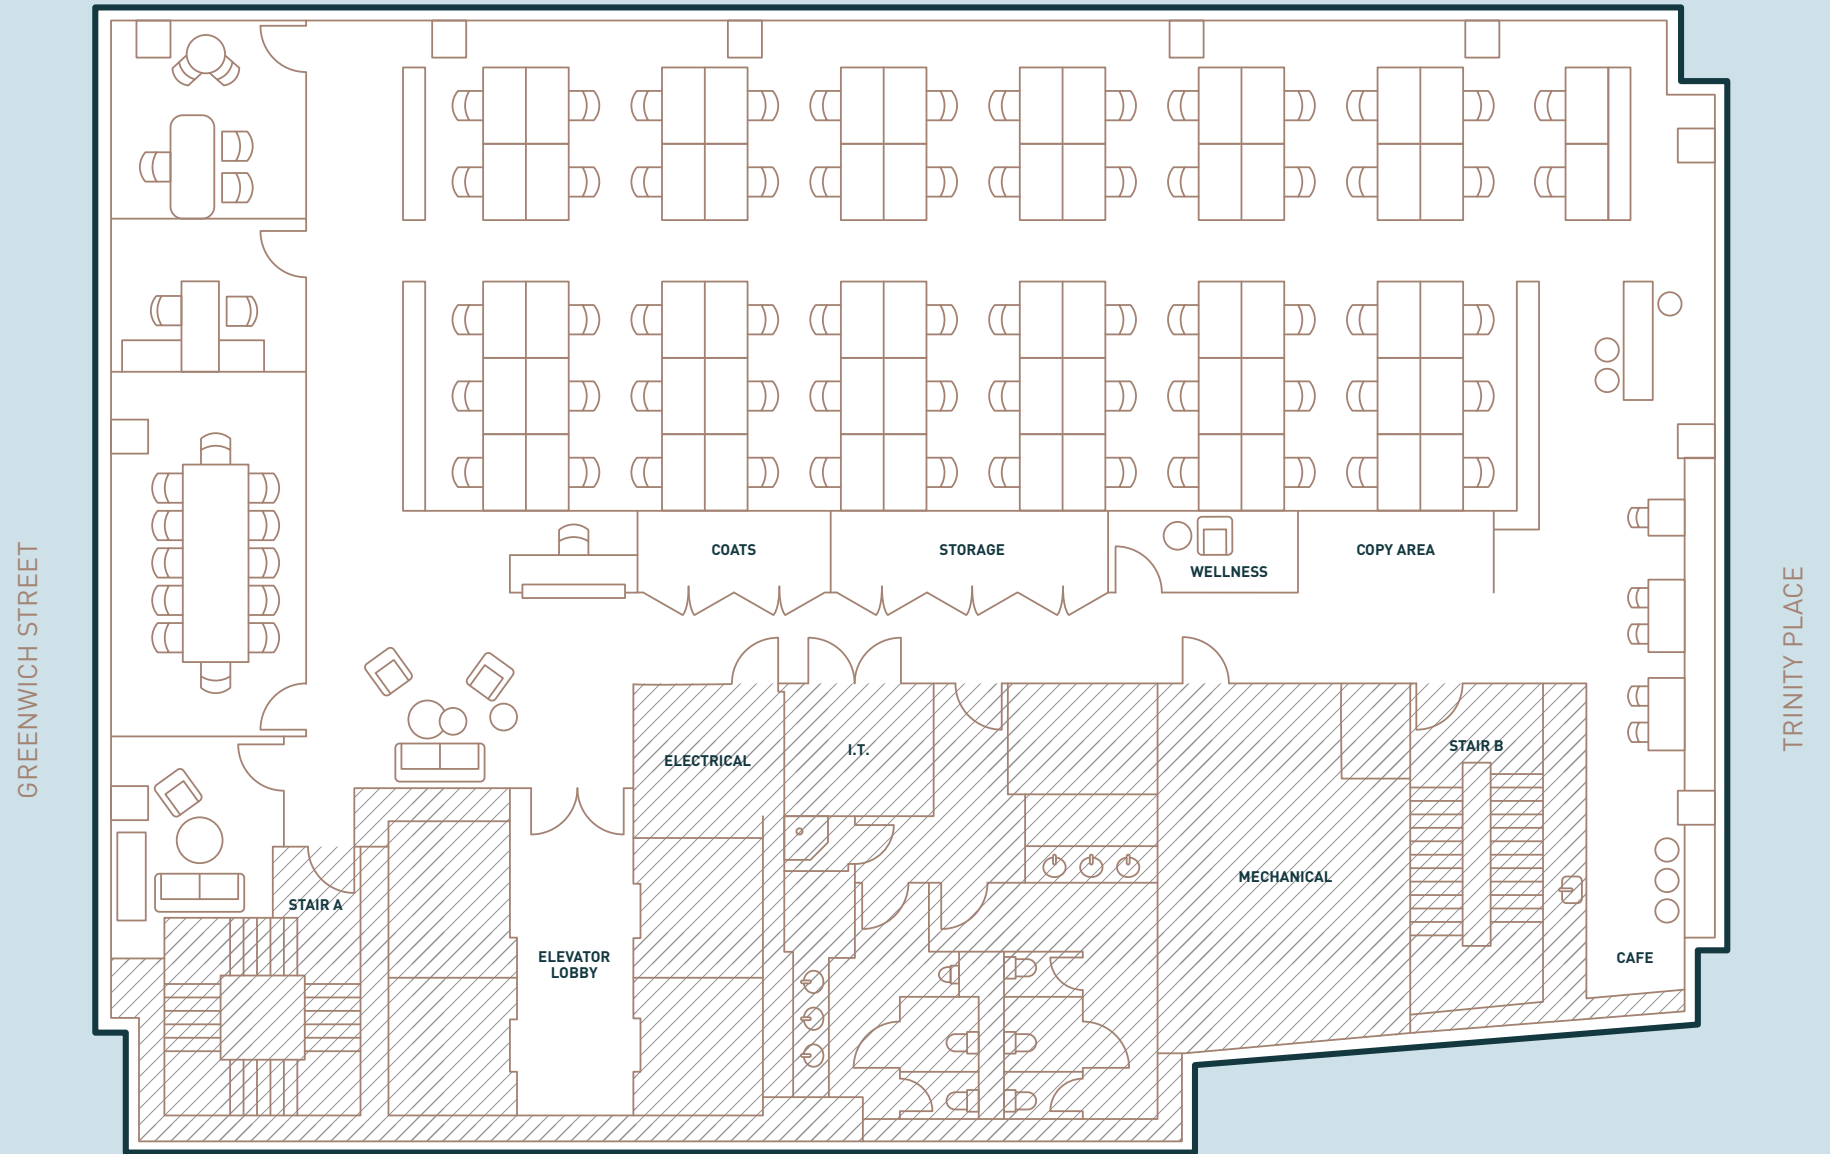 COATS
STORAGE
WELLNESS
COPY AREA
GREENWICH STREET
TRINITY PLACE
ELECTRICAL
I.T.
STAIR B
MECHANICAL
STAIR A
ELEVATOR
LOBBY
CAFE